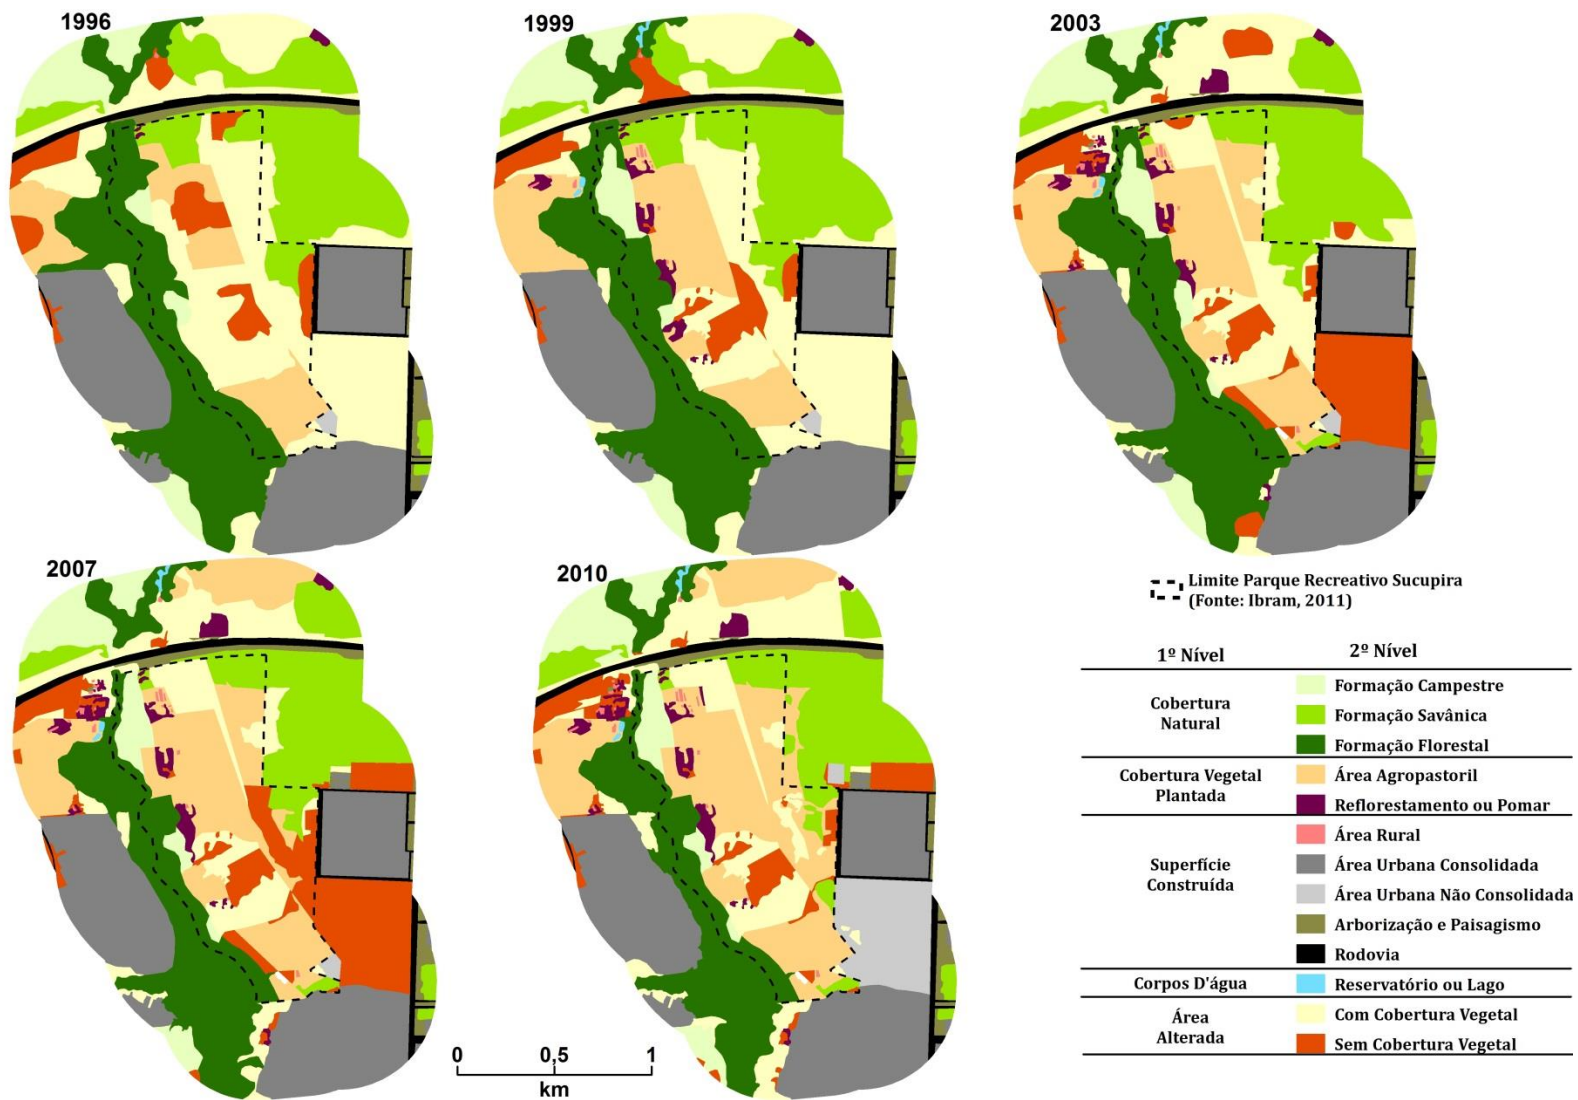 1996
1999
2003
2007
2010
Limite Parque Recreativo Sucupira
(Fonte: Ibram, 2011)
1º Nível
2º Nível
Cobertura
Natural
Formação Campestre
Formação Savânica
Formação Florestal
Cobertura Vegetal
Plantada
Área Agropastoril
Reflorestamento ou Pomar
Superfície
Construída
Área Rural
Área Urbana Consolidada
Área Urbana Não Consolidada
Arborização e Paisagismo
Rodovia
Corpos D'água
Reservatório ou Lago
Área
Alterada
Com Cobertura Vegetal
Sem Cobertura Vegetal
0 0,5 1
km